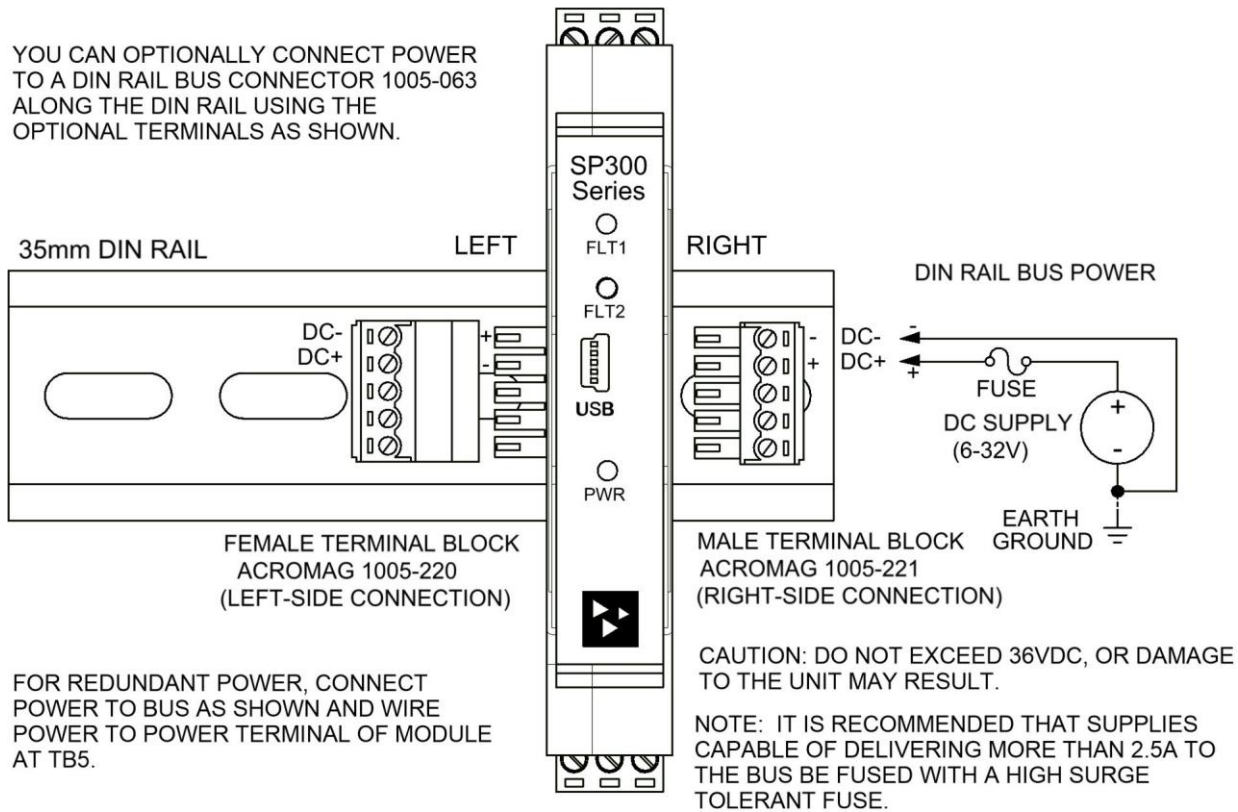 YOU CAN OPTIONALLY CONNECT POWER
TO A DIN RAIL BUS CONNECTOR 1005-063
ALONG THE DIN RAIL USING THE
OPTIONAL TERMINALS AS SHOWN.
SP300
Series
FLT1
FLT2
USB
PWR
35mm DIN RAIL
LEFT
RIGHT
DIN RAIL BUS POWER
DC-
DC+
+
-
-
+
DC-
DC+
-
+
FUSE
DC SUPPLY
(6-32V)
+
-
EARTH
GROUND
FEMALE TERMINAL BLOCK
ACROMAG 1005-220
(LEFT-SIDE CONNECTION)
MALE TERMINAL BLOCK
ACROMAG 1005-221
(RIGHT-SIDE CONNECTION)
FOR REDUNDANT POWER, CONNECT
POWER TO BUS AS SHOWN AND WIRE
POWER TO POWER TERMINAL OF MODULE
AT TB5.
CAUTION: DO NOT EXCEED 36VDC, OR DAMAGE
TO THE UNIT MAY RESULT.
NOTE: IT IS RECOMMENDED THAT SUPPLIES
CAPABLE OF DELIVERING MORE THAN 2.5A TO
THE BUS BE FUSED WITH A HIGH SURGE
TOLERANT FUSE.